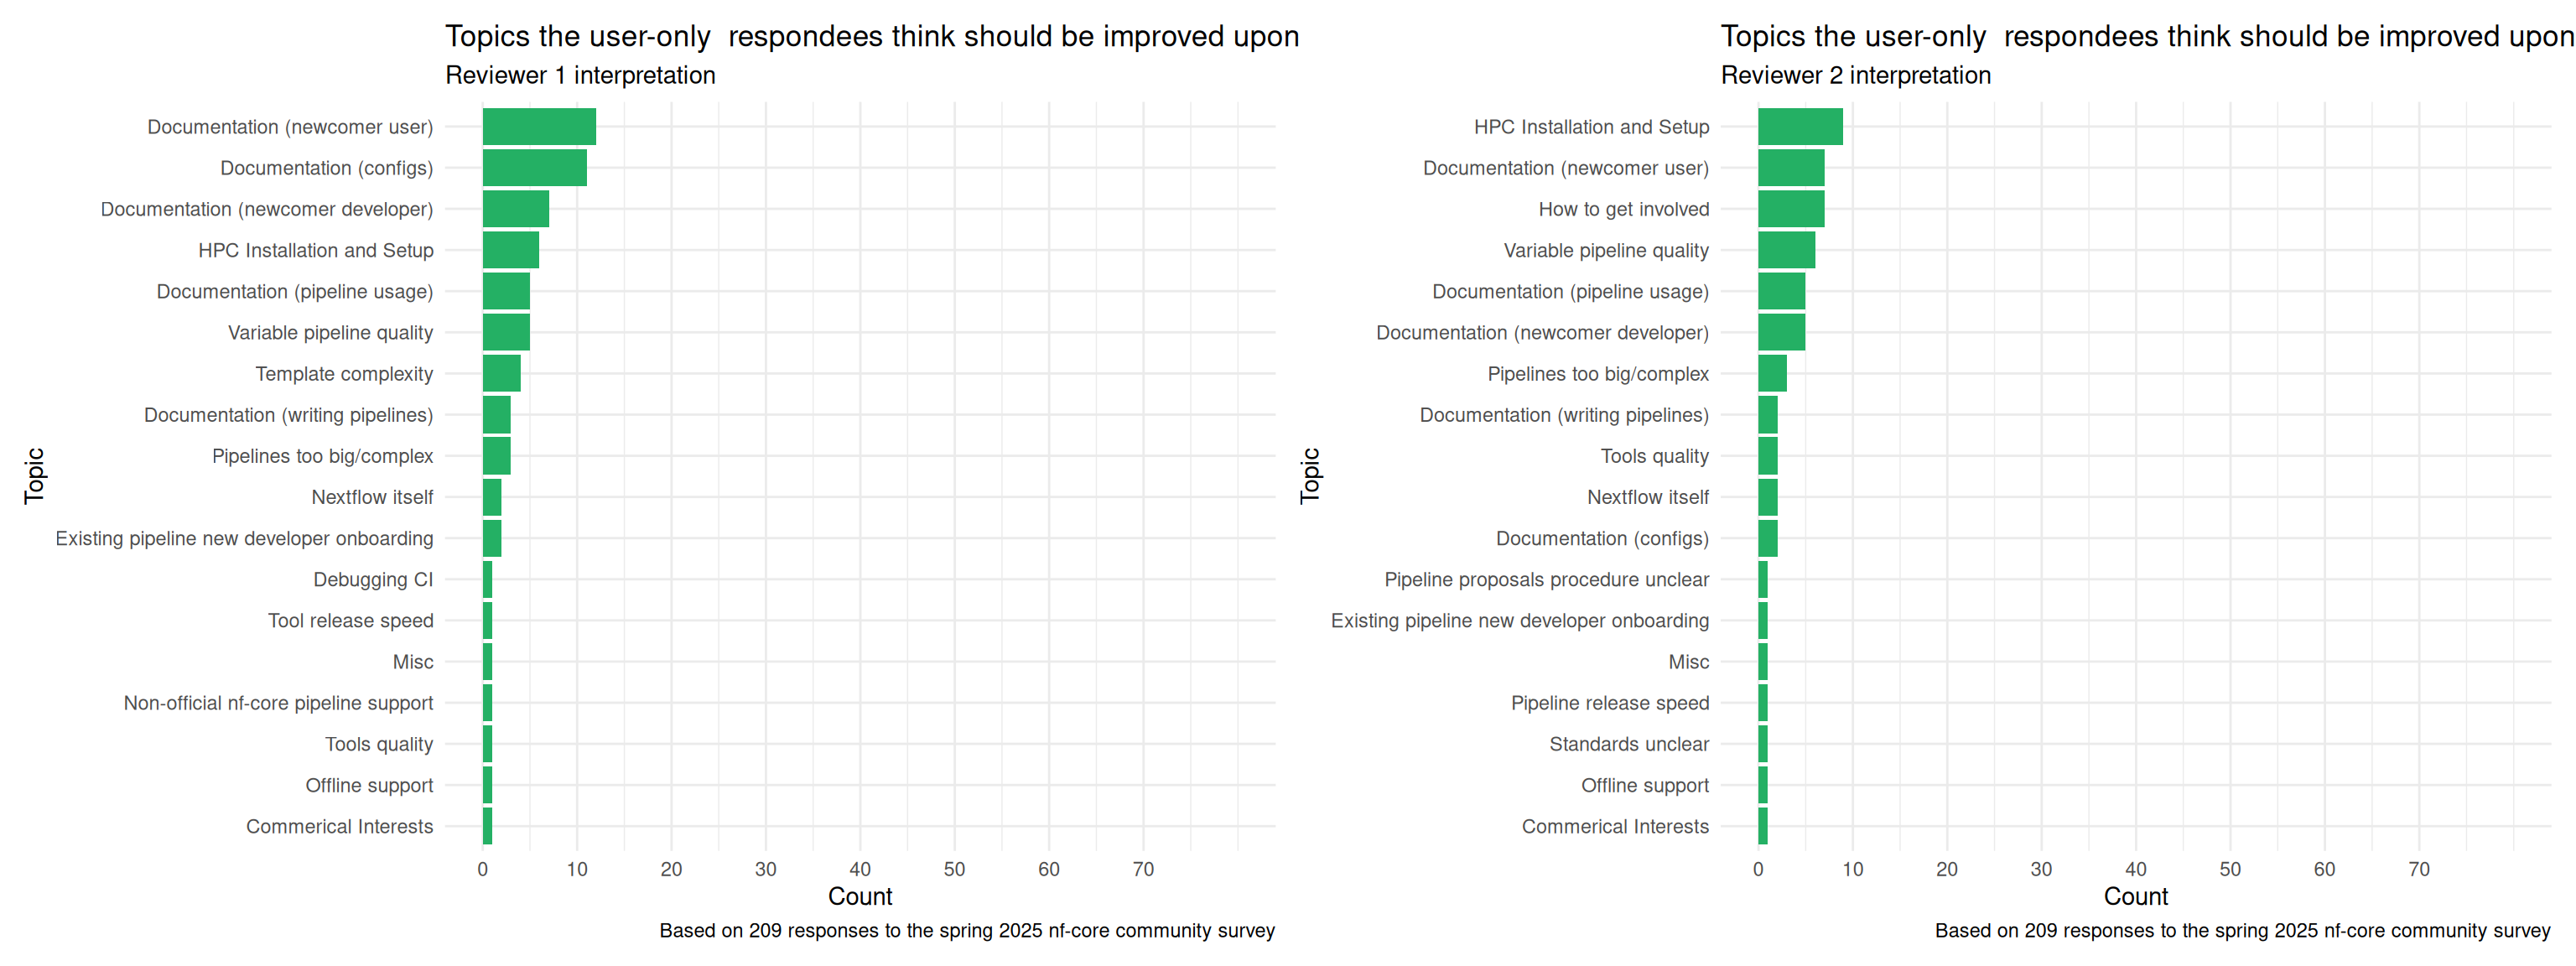 Topics the user-only  respondees think should be improved upon
Reviewer 1 interpretation
Documentation (newcomer user)
Documentation (configs)
Documentation (newcomer developer)
HPC Installation and Setup
Documentation (pipeline usage)
Variable pipeline quality
Template complexity
Documentation (writing pipelines)
Pipelines too big/complex
Nextflow itself
Existing pipeline new developer onboarding
Debugging CI
Tool release speed
Misc
Non-official nf-core pipeline support
Tools quality
Offline support
Commerical Interests
Topic
0 10 20 30 40 50 60 70
Count
Based on 209 responses to the spring 2025 nf-core community survey
Topics the user-only  respondees think should be improved upon
Reviewer 2 interpretation
HPC Installation and Setup
Documentation (newcomer user)
How to get involved
Variable pipeline quality
Documentation (pipeline usage)
Documentation (newcomer developer)
Pipelines too big/complex
Documentation (writing pipelines)
Tools quality
Nextflow itself
Documentation (configs)
Pipeline proposals procedure unclear
Existing pipeline new developer onboarding
Misc
Pipeline release speed
Standards unclear
Offline support
Commerical Interests
Topic
0 10 20 30 40 50 60 70
Count
Based on 209 responses to the spring 2025 nf-core community survey